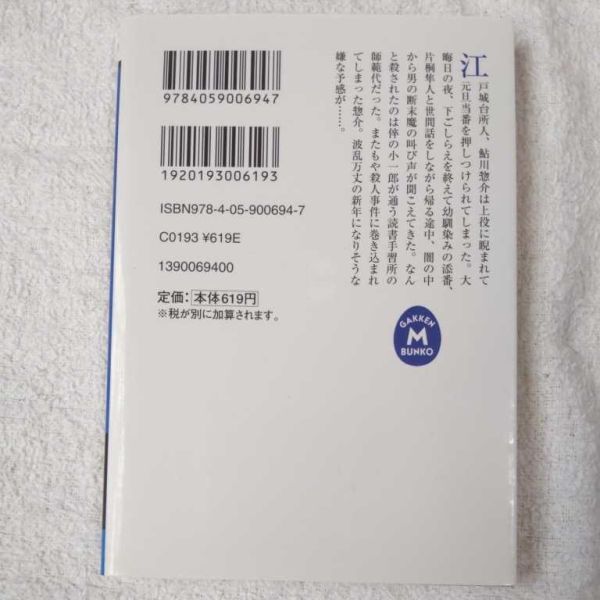 江戸城台所人、鮎川惣介は上役に睨まれて
元旦当番を押しつけられてしまった。大
晦日の夜、下ごしらえを終えて幼馴染みの添番、
片桐隼人と世間話をしながら帰る途中、闇の中
から男の断末魔の叫び声が聞こえてきた。なん
と殺されたのは倅の小一郎が通う読書手習所の
師範代だった。またもや殺人事件に巻き込まれ
てしまった惣介。波乱万丈の新年になりそうな
嫌な予感が……。
9784059006947
1920193006193
ISBN978-4-05-900694-7
C0193 ¥619E
1390069400
定価：本体619円
※税が別に加算されます。
GAKKEN
M
BUNKO